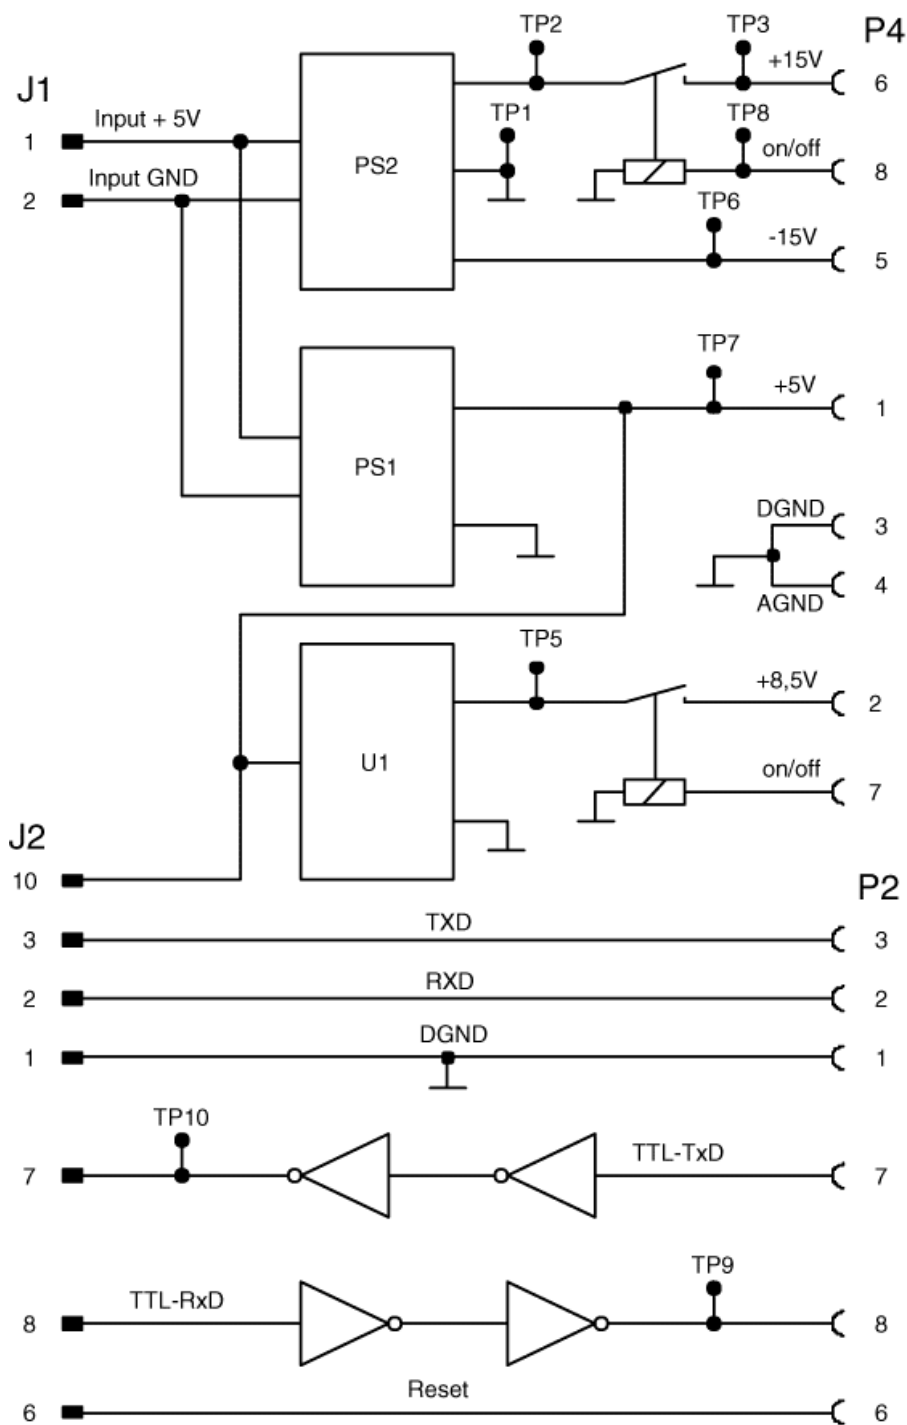 TP2 TP3 P4
J1 +15V 6
Input + 5V TP1 TP8
1 PS2 on/off
Input GND 8
2 TP6
-15V 5
TP7
+5V 1
PS1
DGND 3
4
AGND
TP5 +8,5V
2
U1 on/off
7
J2
10 P2
3 TXD 3
2 RXD 2
1 DGND 1
TP10
7 TTL-TxD 7
TP9
8 TTL-RxD 8
6 Reset 6